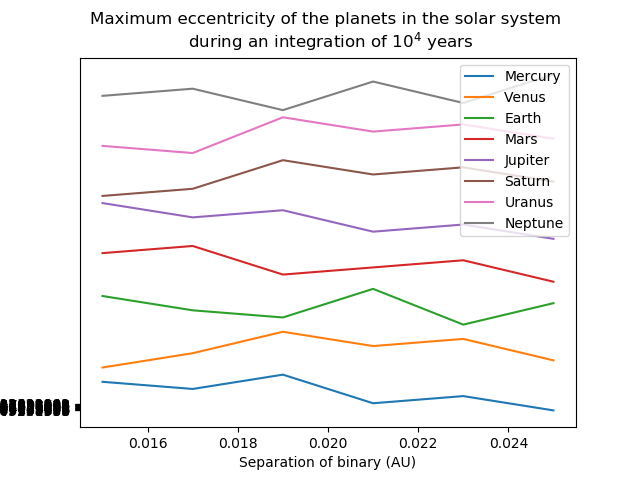 Maximum eccentricity of the planets in the solar system
during an integration of 10^4 years
Mercury
Venus
Earth
Mars
Jupiter
Saturn
Uranus
Neptune
0.016 0.018 0.020 0.022 0.024
Separation of binary (AU)